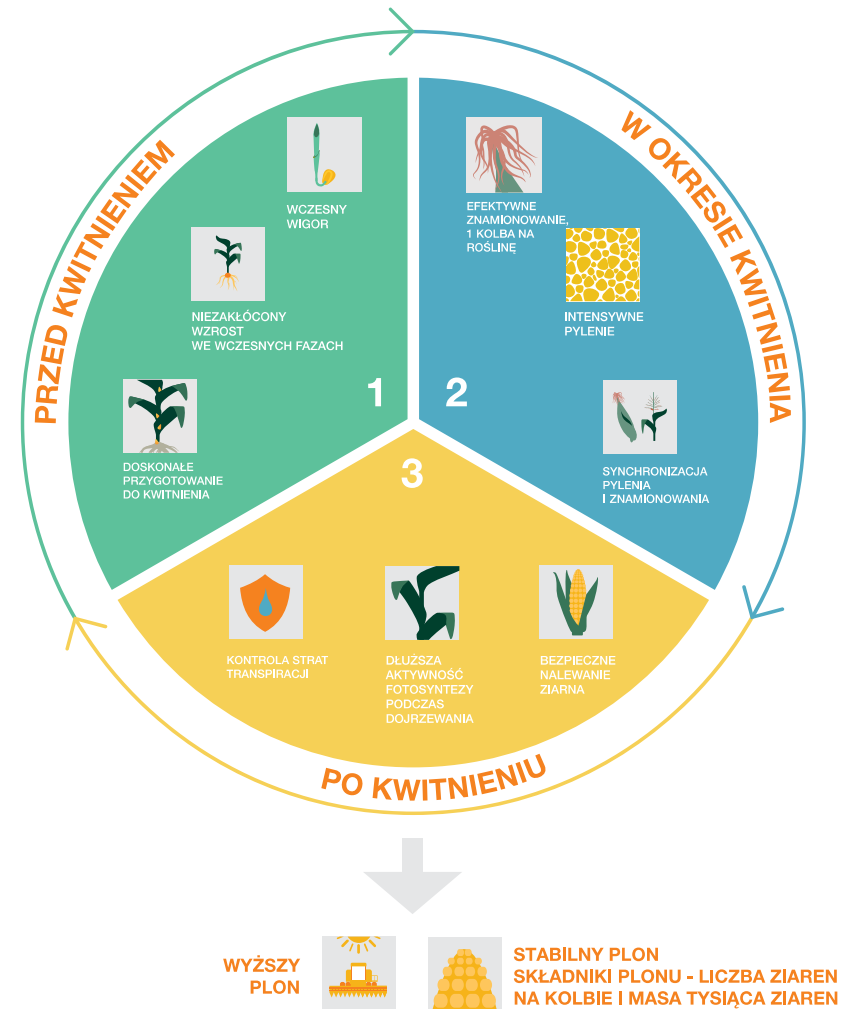 PRZED KWITNIENIEM
WCZESNY
WIGOR
NIEZAKŁÓCONY
WZROST
WE WCZESNYCH FAZACH
DOSKONAŁE
PRZYGOTOWANIE
DO KWITNIENIA
1
W OKRESIE KWITNIENIA
EFEKTYWNE
ZNAMIONOWANIE,
1 KOLBA NA
ROŚLINĘ
INTENSYWNE
PYLENIE
SYNCHRONIZACJA
PYLENIA
I ZNAMIONOWANIA
2
3
KONTROLA STRAT
TRANSPIRACJI
DŁUŻSZA
AKTYWNOŚĆ
FOTOSYNTEZY
PODCZAS
DOJRZEWANIA
BEZPIECZNE
NALEWANIE
ZIARNA
PO KWITNIENIU
WYŻSZY
PLON
STABILNY PLON
SKŁADNIKI PLONU - LICZBA ZIAREN
NA KOLBIE I MASA TYSIĄCA ZIAREN